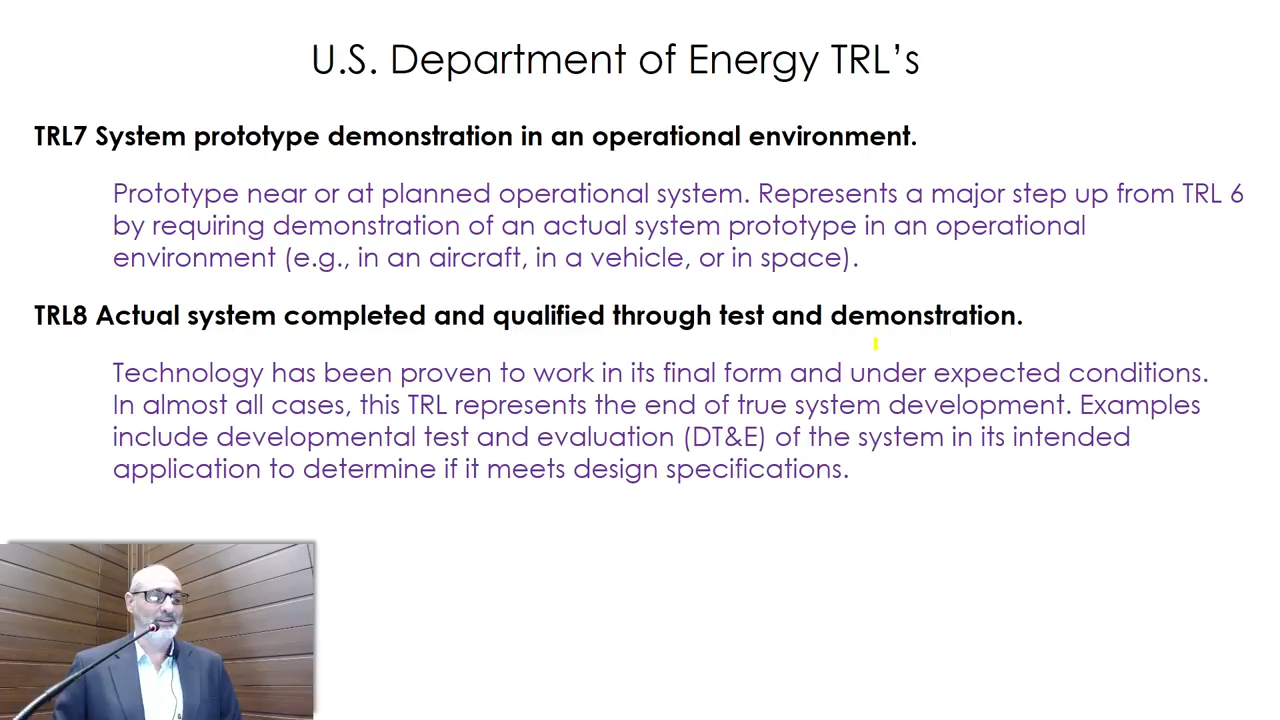 U.S. Department of Energy TRL's
TRL7 System prototype demonstration in an operational environment.
Prototype near or at planned operational system. Represents a major step up from TRL 6
by requiring demonstration of an actual system prototype in an operational
environment (e.g., in an aircraft, in a vehicle, or in space).
TRL8 Actual system completed and qualified through test and demonstration.
Technology has been proven to work in its final form and under expected conditions.
In almost all cases, this TRL represents the end of true system development. Examples
include developmental test and evaluation (DT&E) of the system in its intended
application to determine if it meets design specifications.